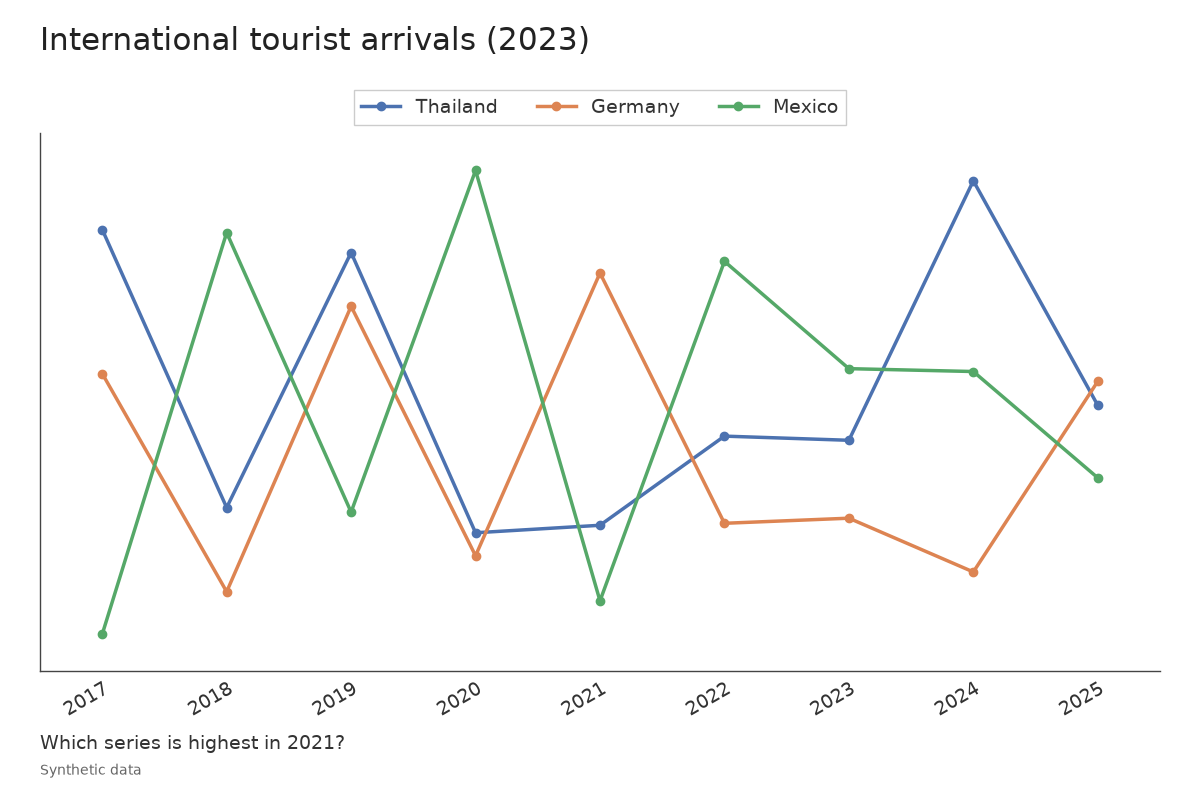 International tourist arrivals (2023)
Thailand Germany Mexico
2017 2018 2019 2020 2021 2022 2023 2024 2025
Which series is highest in 2021?
Synthetic data